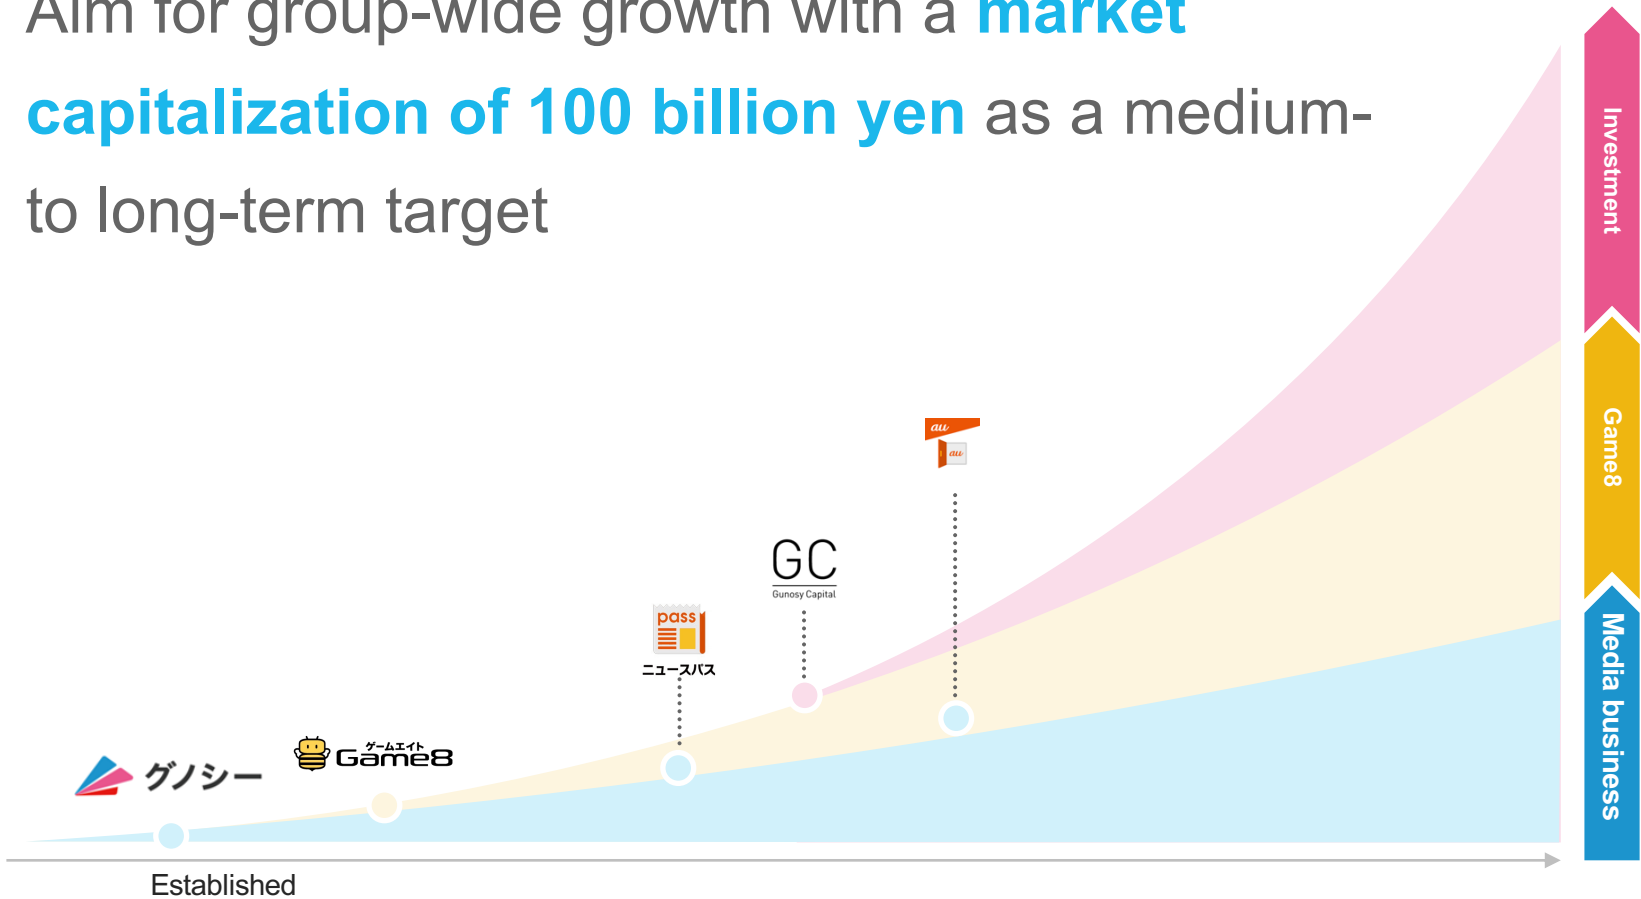 Aim for group-wide growth with a market
capitalization of 100 billion yen as a medium-
to long-term target
Investment
Game8
Media business
au
au
GC
Gunosy Capital
pass
ニュースパス
ゲームエイト
Game8
グノシー
Established